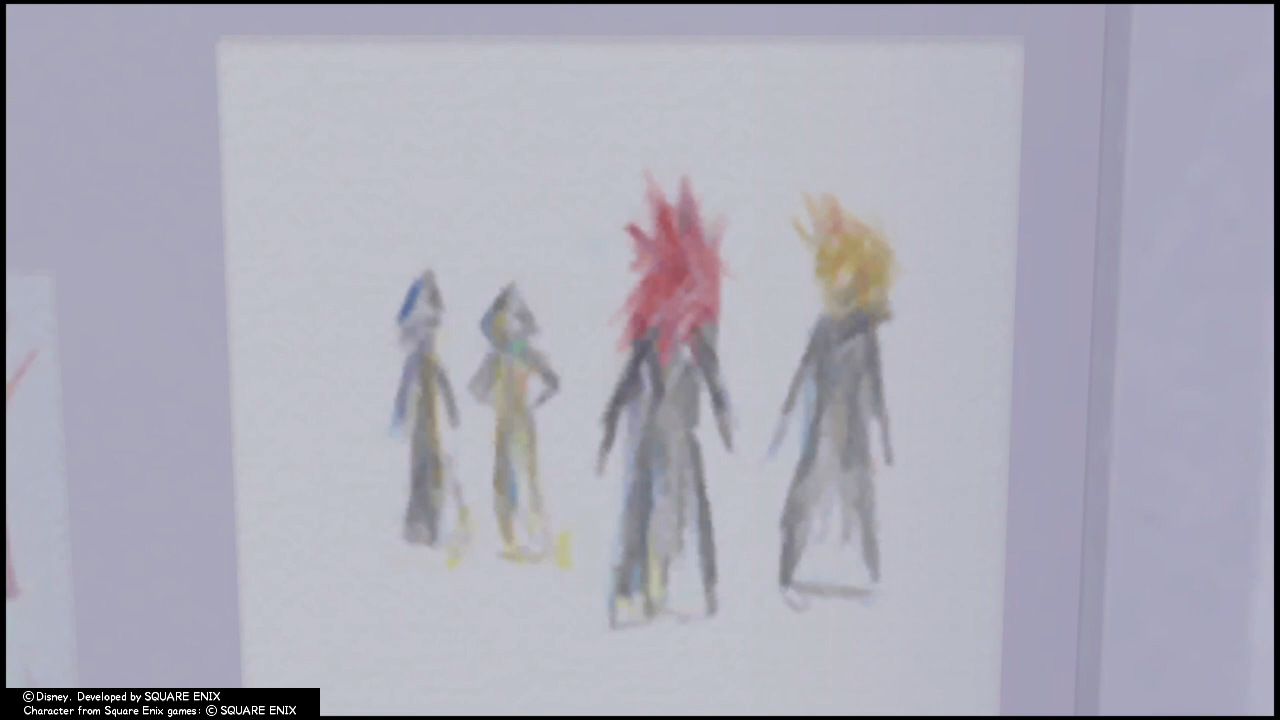 © Disney. Developed by SQUARE ENIX
Character from Square Enix games: © SQUARE ENIX